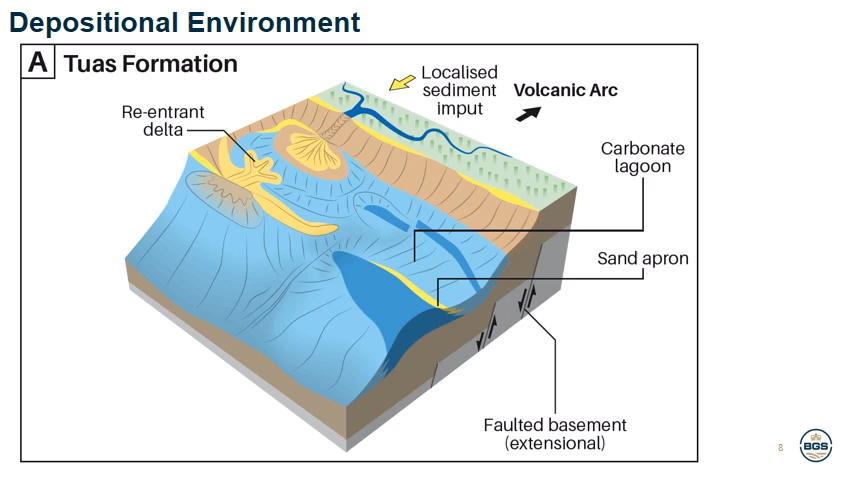 Depositional Environment
A Tuas Formation
Localised
sediment
imput
Volcanic Arc
Re-entrant
delta
Carbonate
lagoon
Sand apron
Faulted basement
(extensional)
8
BGS